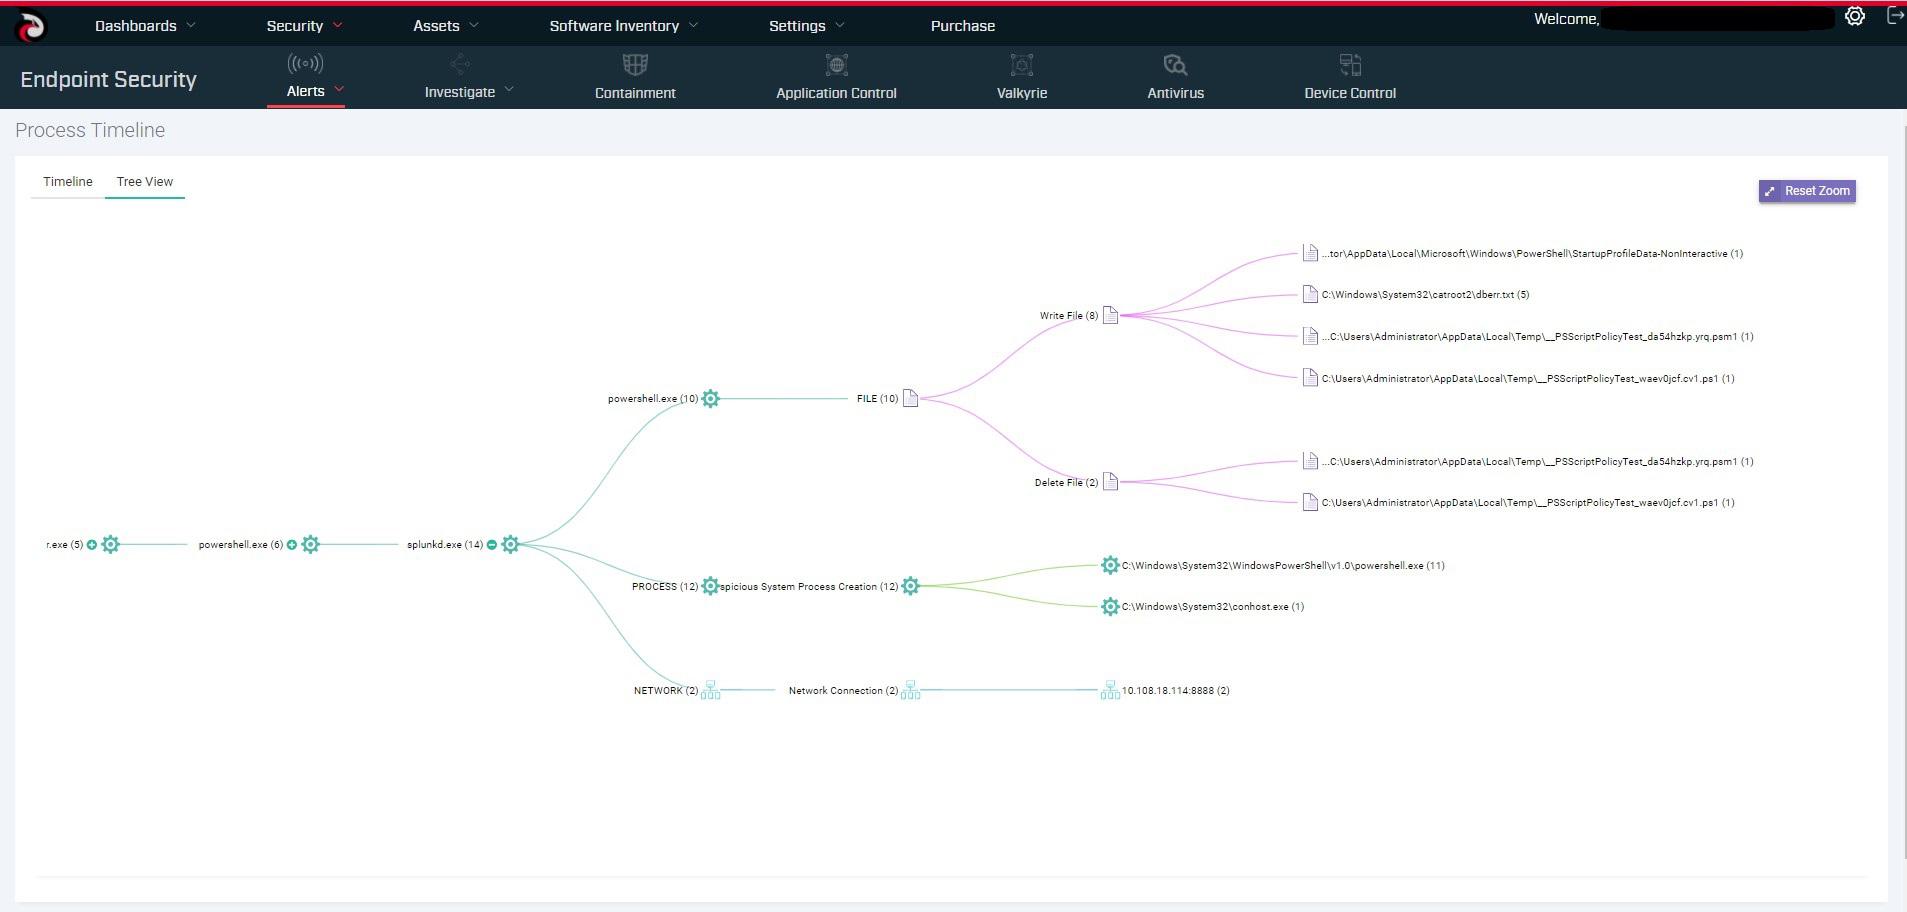 Dashboards Security Assets Software Inventory Settings Purchase Welcome,
Endpoint Security Alerts Investigate Containment Application Control Valkyrie Antivirus Device Control
Process Timeline
Timeline Tree View
Reset Zoom
...tor\AppData\Local\Microsoft\Windows\PowerShell\StartupProfileData-NonInteractive (1)
C:\Windows\System32\catroot2\dberr.txt (5)
Write File (8)
...C:\Users\Administrator\AppData\Local\Temp\__PSScriptPolicyTest_da54hzkp.yrq.psm1 (1)
C:\Users\Administrator\AppData\Local\Temp\__PSScriptPolicyTest_waev0jcf.cv1.ps1 (1)
powershell.exe (10) FILE (10)
...C:\Users\Administrator\AppData\Local\Temp\__PSScriptPolicyTest_da54hzkp.yrq.psm1 (1)
Delete File (2)
C:\Users\Administrator\AppData\Local\Temp\__PSScriptPolicyTest_waev0jcf.cv1.ps1 (1)
r.exe (5) powershell.exe (6) splunkd.exe (14)
C:\Windows\System32\WindowsPowerShell\v1.0\powershell.exe (11)
PROCESS (12) spicious System Process Creation (12)
C:\Windows\System32\conhost.exe (1)
NETWORK (2) Network Connection (2) 10.108.18.114:8888 (2)